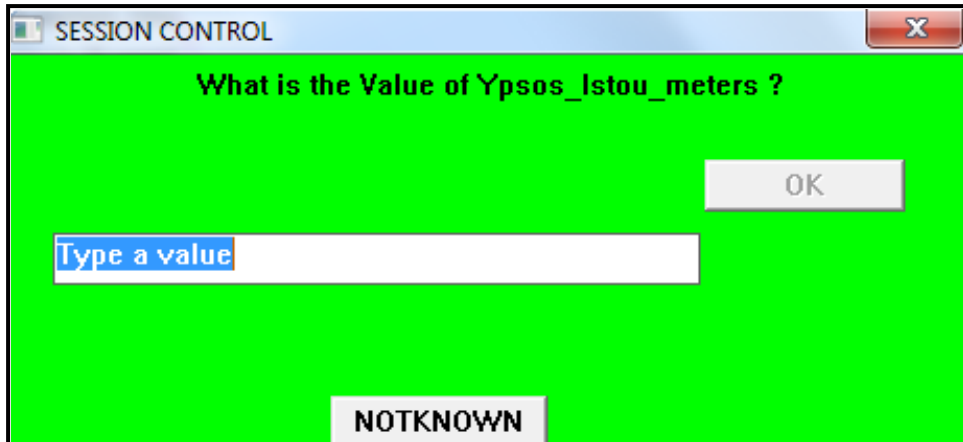 SESSION CONTROL
What is the Value of Ypsos_Istou_meters ?
OK
Type a value
NOTKNOWN